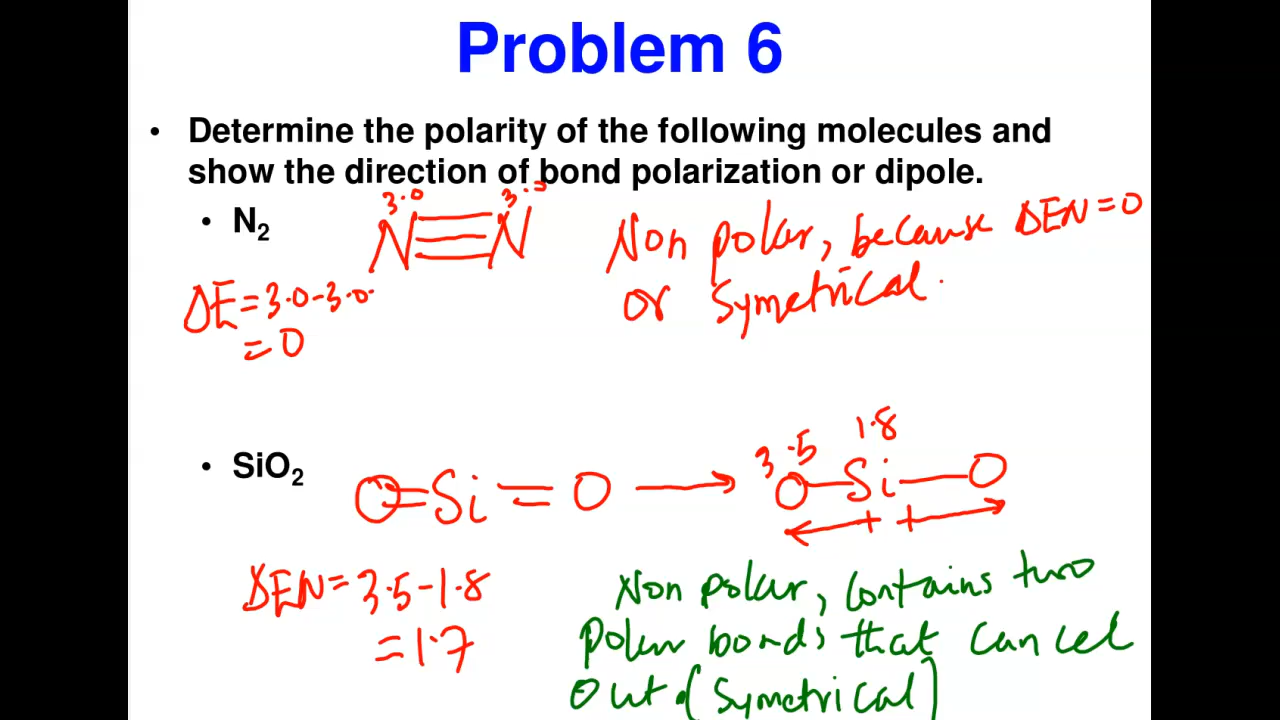 Problem 6
• Determine the polarity of the following molecules and
show the direction of bond polarization or dipole.
• N₂
3.0 3.0
N≡N
Non polar, because ΔEN=0
or Symetrical.
ΔE=3.0-3.0
=0
• SiO₂
O=Si=O → O-Si-O
3.5 1.8
ΔEN=3.5-1.8
=1.7
Non polar, contains two
polar bonds that cancel
out. (Symetrical)